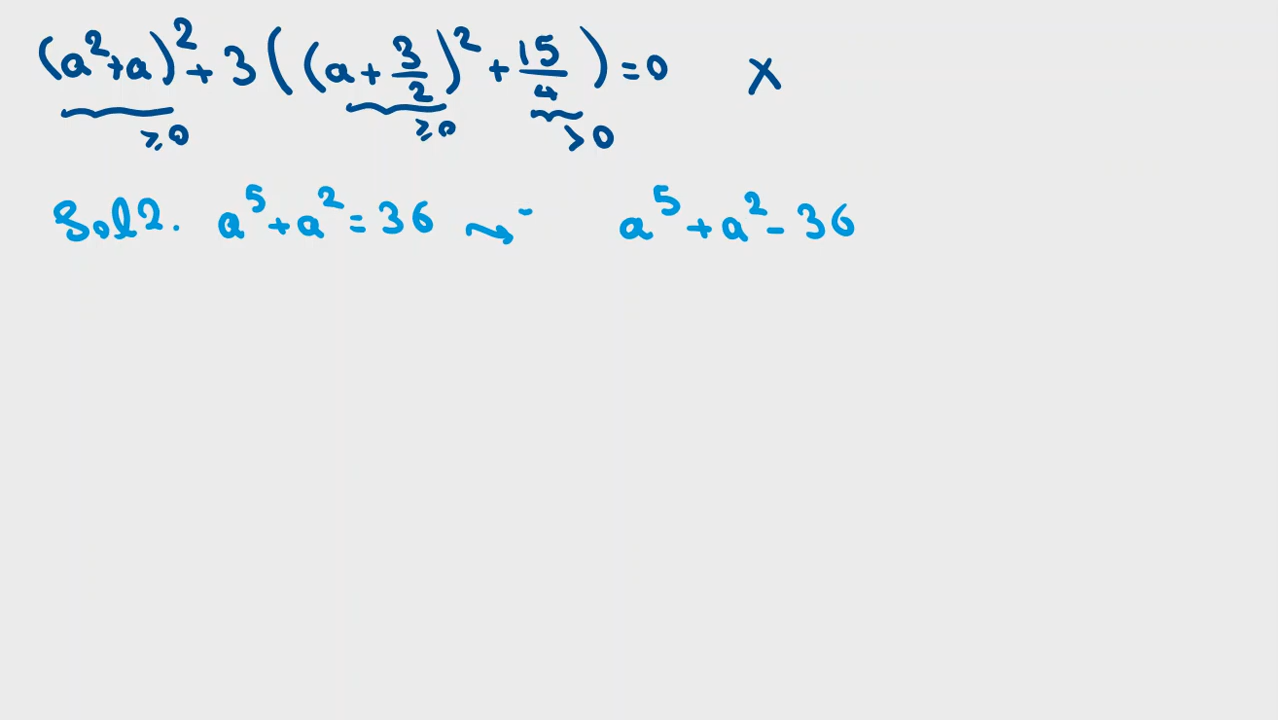 (a²+a)² + 3((a + 3/2)² + 15/4) = 0 X
≥0 ≥0 >0
Sol2. a⁵ + a² = 36 ⇝ a⁵ + a² - 36